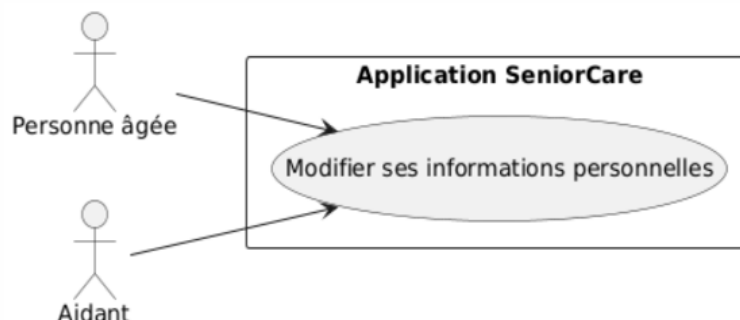 Application SeniorCare
Personne âgée
Modifier ses informations personnelles
Aidant